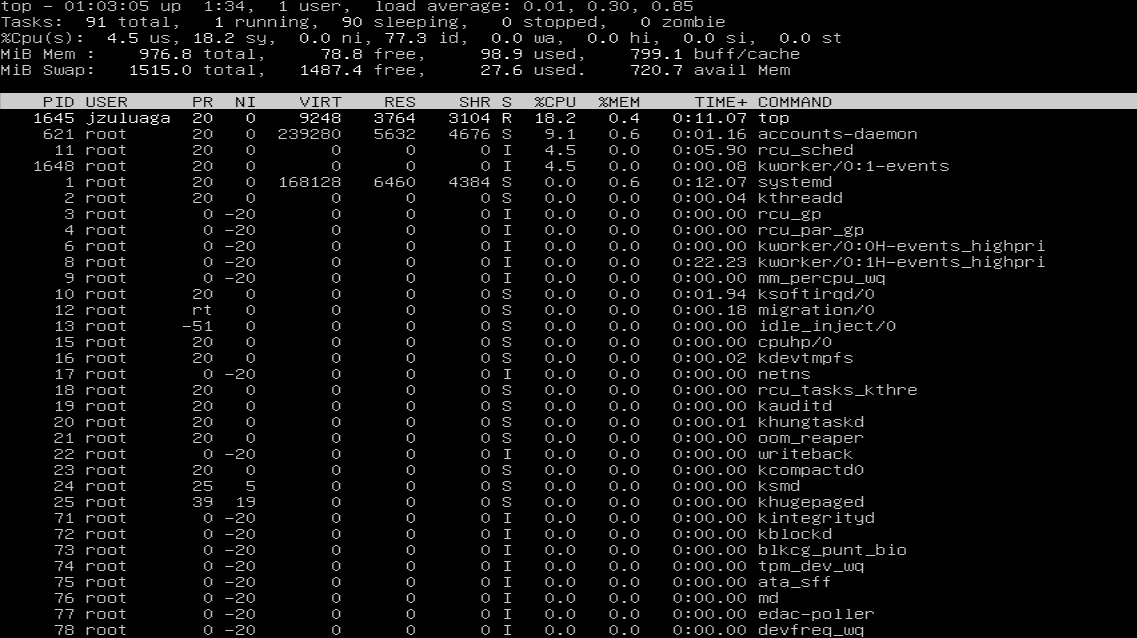 top - 01:03:05 up  1:34,  1 user,  load average: 0.01, 0.30, 0.85
Tasks:  91 total,   1 running,  90 sleeping,   0 stopped,   0 zombie
%Cpu(s):  4.5 us, 18.2 sy,  0.0 ni, 77.3 id,  0.0 wa,  0.0 hi,  0.0 si,  0.0 st
MiB Mem :    976.8 total,     78.8 free,     98.9 used,    799.1 buff/cache
MiB Swap:   1515.0 total,   1487.4 free,     27.6 used.    720.7 avail Mem
PID USER      PR  NI    VIRT    RES    SHR S  %CPU  %MEM     TIME+ COMMAND
1645 jzuluaga  20   0    9248   3764   3104 R  18.2   0.4   0:11.07 top
621 root      20   0  239280   5632   4676 S   9.1   0.6   0:01.16 accounts-daemon
11 root      20   0       0      0      0 I   4.5   0.0   0:05.90 rcu_sched
1648 root      20   0       0      0      0 I   4.5   0.0   0:00.08 kworker/0:1-events
1 root      20   0  168128   6460   4384 S   0.0   0.6   0:12.07 systemd
2 root      20   0       0      0      0 S   0.0   0.0   0:00.04 kthreadd
3 root       0 -20       0      0      0 I   0.0   0.0   0:00.00 rcu_gp
4 root       0 -20       0      0      0 I   0.0   0.0   0:00.00 rcu_par_gp
6 root       0 -20       0      0      0 I   0.0   0.0   0:00.00 kworker/0:0H-events_highpri
8 root       0 -20       0      0      0 I   0.0   0.0   0:22.23 kworker/0:1H-events_highpri
9 root       0 -20       0      0      0 I   0.0   0.0   0:00.00 mm_percpu_wq
10 root      20   0       0      0      0 S   0.0   0.0   0:01.94 ksoftirqd/0
12 root      rt   0       0      0      0 S   0.0   0.0   0:00.18 migration/0
13 root     -51   0       0      0      0 S   0.0   0.0   0:00.00 idle_inject/0
15 root      20   0       0      0      0 S   0.0   0.0   0:00.00 cpuhp/0
16 root      20   0       0      0      0 S   0.0   0.0   0:00.02 kdevtmpfs
17 root       0 -20       0      0      0 I   0.0   0.0   0:00.00 netns
18 root      20   0       0      0      0 S   0.0   0.0   0:00.00 rcu_tasks_kthre
19 root      20   0       0      0      0 S   0.0   0.0   0:00.00 kauditd
20 root      20   0       0      0      0 S   0.0   0.0   0:00.01 khungtaskd
21 root      20   0       0      0      0 S   0.0   0.0   0:00.00 oom_reaper
22 root       0 -20       0      0      0 I   0.0   0.0   0:00.00 writeback
23 root      20   0       0      0      0 S   0.0   0.0   0:00.00 kcompactd0
24 root      25   5       0      0      0 S   0.0   0.0   0:00.00 ksmd
25 root      39  19       0      0      0 S   0.0   0.0   0:00.00 khugepaged
71 root       0 -20       0      0      0 I   0.0   0.0   0:00.00 kintegrityd
72 root       0 -20       0      0      0 I   0.0   0.0   0:00.00 kblockd
73 root       0 -20       0      0      0 I   0.0   0.0   0:00.00 blkcg_punt_bio
74 root       0 -20       0      0      0 I   0.0   0.0   0:00.00 tpm_dev_wq
75 root       0 -20       0      0      0 I   0.0   0.0   0:00.00 ata_sff
76 root       0 -20       0      0      0 I   0.0   0.0   0:00.00 md
77 root       0 -20       0      0      0 I   0.0   0.0   0:00.00 edac-poller
78 root       0 -20       0      0      0 I   0.0   0.0   0:00.00 devfreq_wq